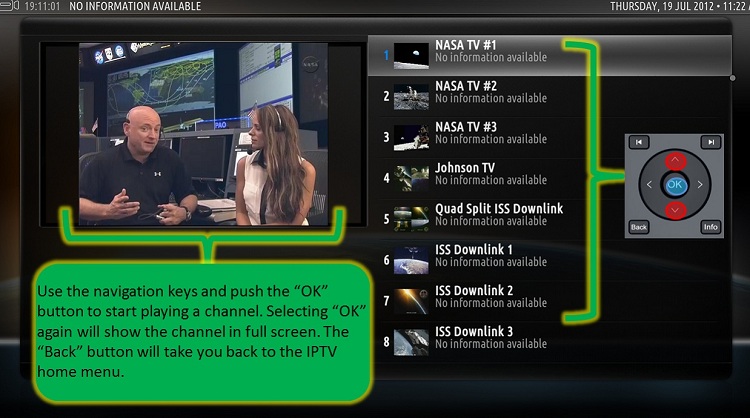 19:11:01 NO INFORMATION AVAILABLE
THURSDAY, 19 JUL 2012 • 11:22
NASA
PAO
1 NASA TV #1
No information available
2 NASA TV #2
No information available
3 NASA TV #3
No information available
4 Johnson TV
No information available
5 Quad Split ISS Downlink
No information available
6 ISS Downlink 1
No information available
7 ISS Downlink 2
No information available
8 ISS Downlink 3
No information available
OK
Back
Info
Use the navigation keys and push the “OK”
button to start playing a channel. Selecting “OK”
again will show the channel in full screen. The
“Back” button will take you back to the IPTV
home menu.